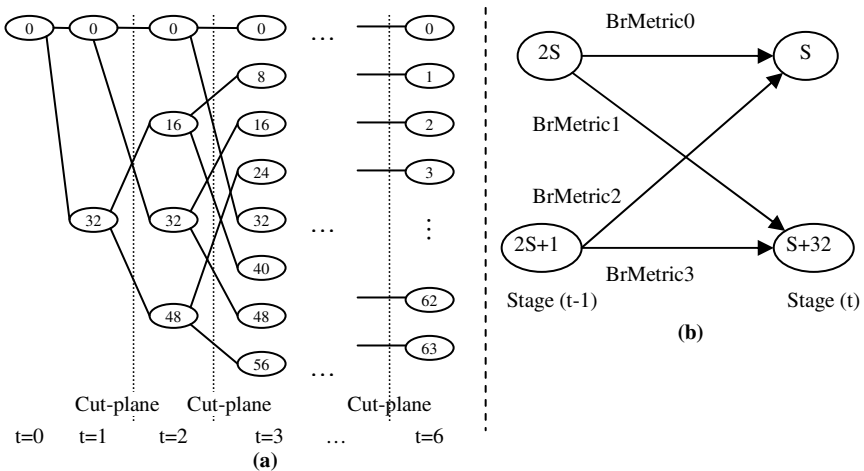 0 0 0 0 … 0
8 1
16 16 2
24 3
32 32 32 … ⋮
40
48 48 62
56 … 63
Cut-plane Cut-plane Cut-plane
t=0 t=1 t=2 t=3 … t=6
(a)
BrMetric0
2S S
BrMetric1
BrMetric2
2S+1 S+32
BrMetric3
Stage (t-1) Stage (t)
(b)